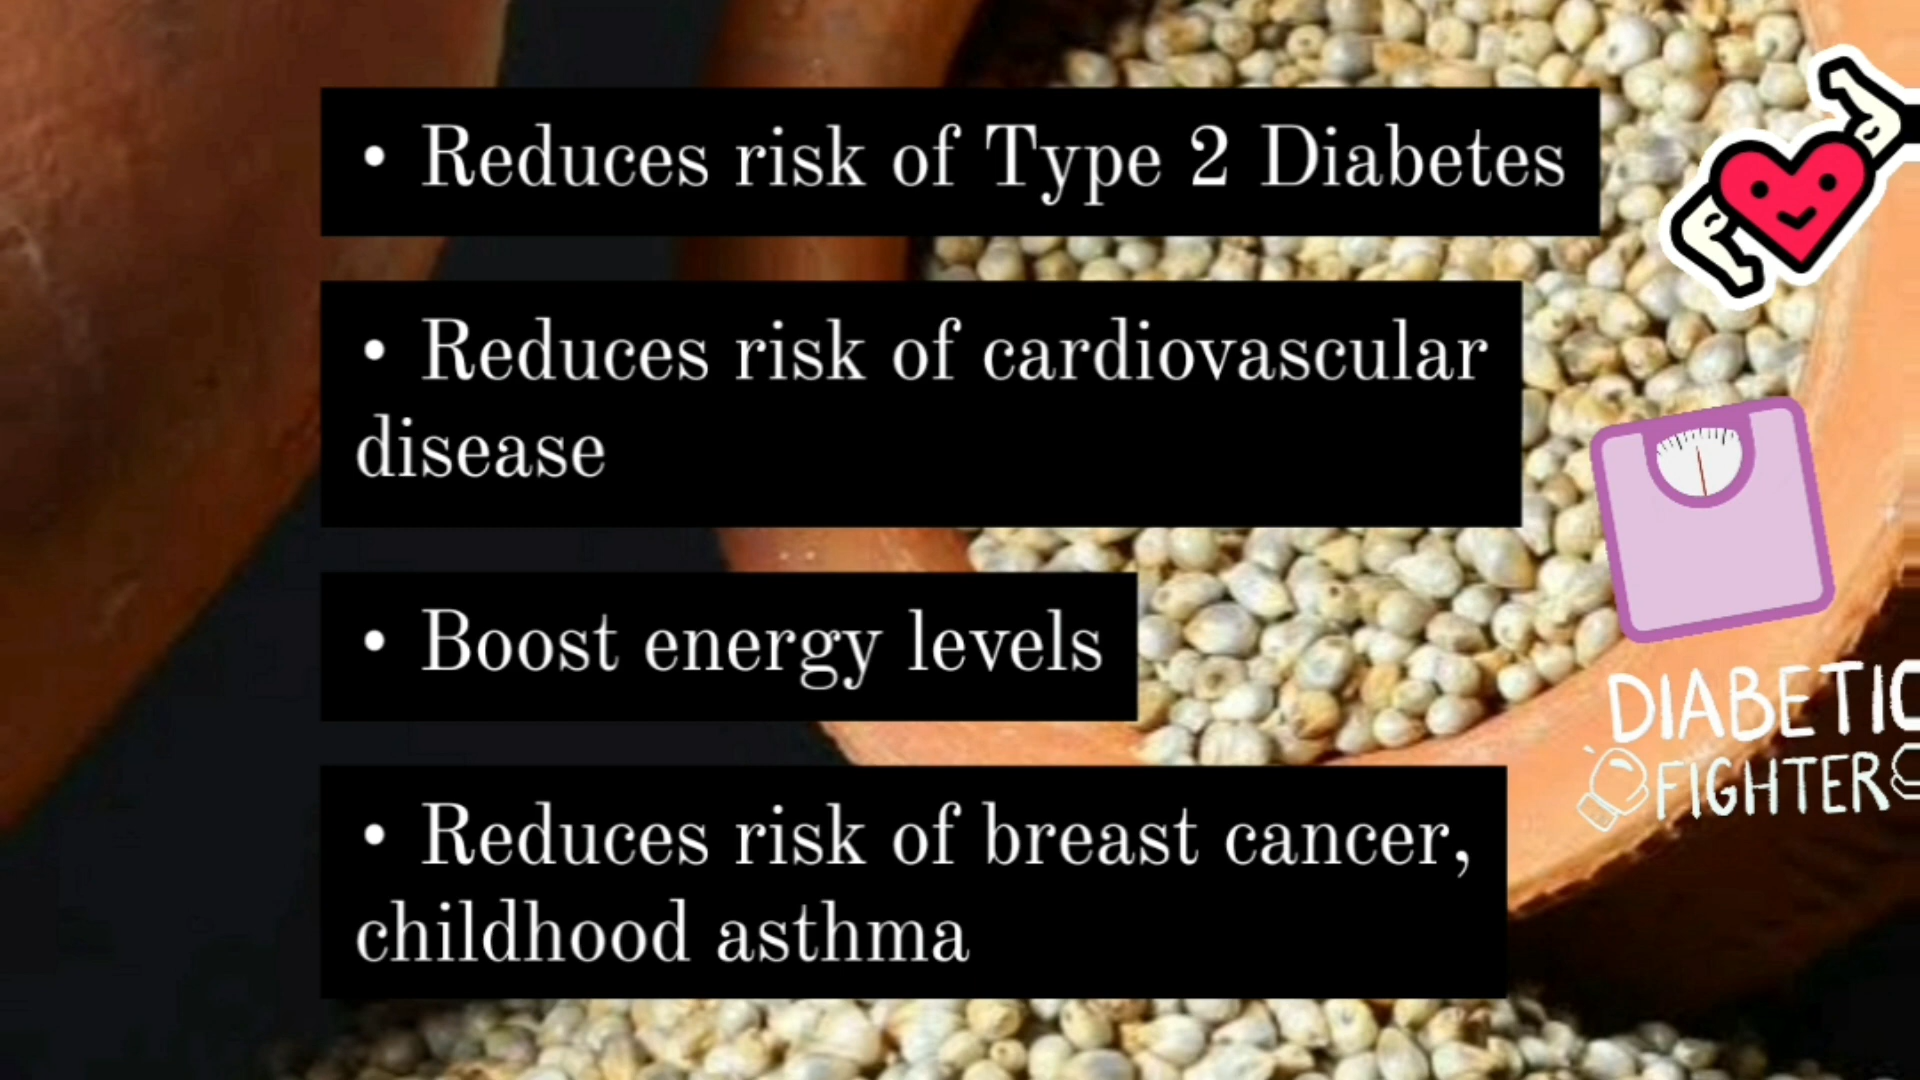 • Reduces risk of Type 2 Diabetes
• Reduces risk of cardiovascular
disease
• Boost energy levels
• Reduces risk of breast cancer,
childhood asthma
DIABETIC
FIGHTER